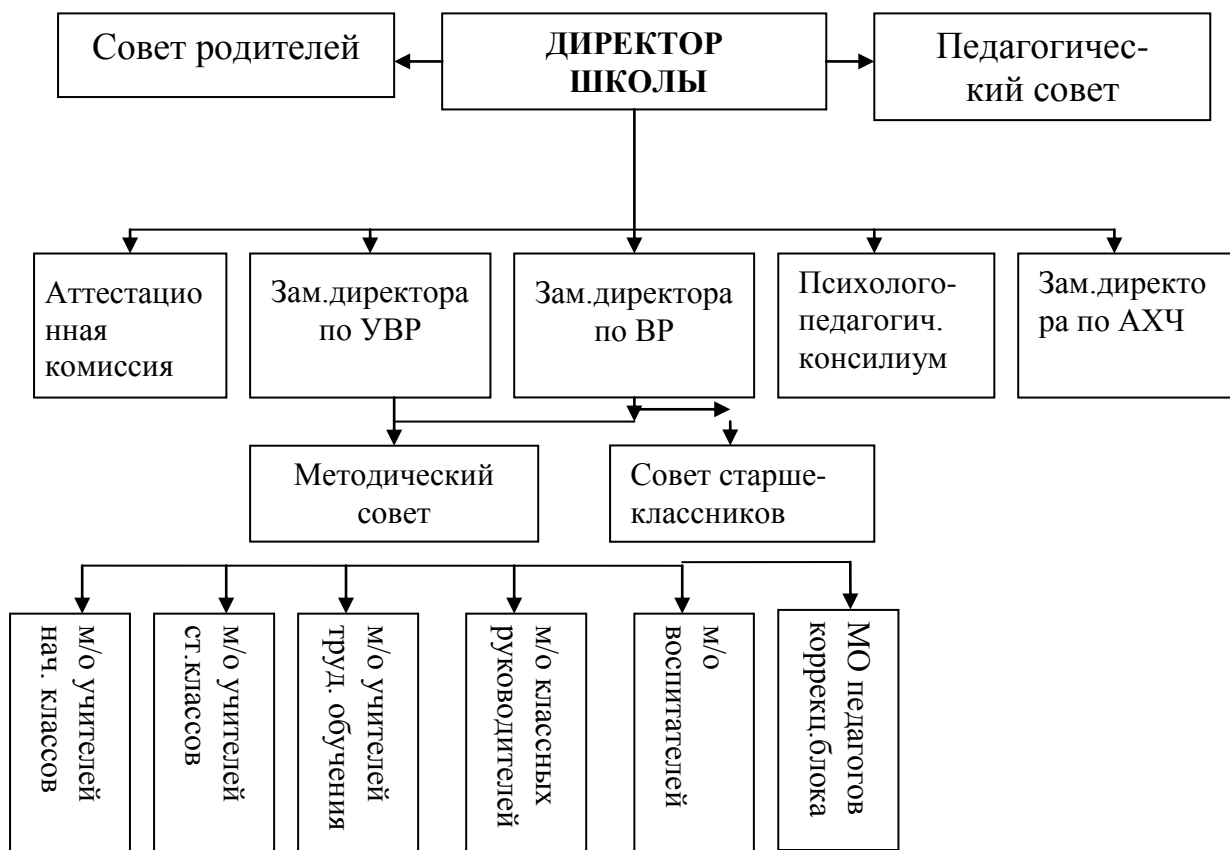 Совет родителей
ДИРЕКТОР
ШКОЛЫ
Педагогичес-
кий совет
Аттестацио
нная
комиссия
Зам.директора
по УВР
Зам.директора
по ВР
Психолого-
педагогич.
консилиум
Зам.директо
ра по АХЧ
Методический
совет
Совет старше-
классников
м/о учителей
нач. классов
м/о учителей
ст.классов
м/о учителей
труд. обучения
м/о классных
руководителей
м/о
воспитателей
МО педагогов
коррекц.блока